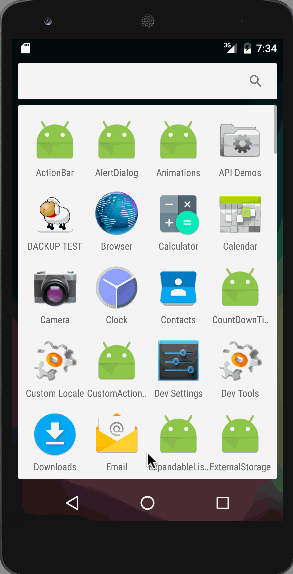 3G 7:34
ActionBar AlertDialog Animations API Demos
BACKUP TEST Browser Calculator Calendar
Camera Clock Contacts CountDownTi..
Custom Locale CustomAction.. Dev Settings Dev Tools
Downloads Email ExpandableLis.. ExternalStorage